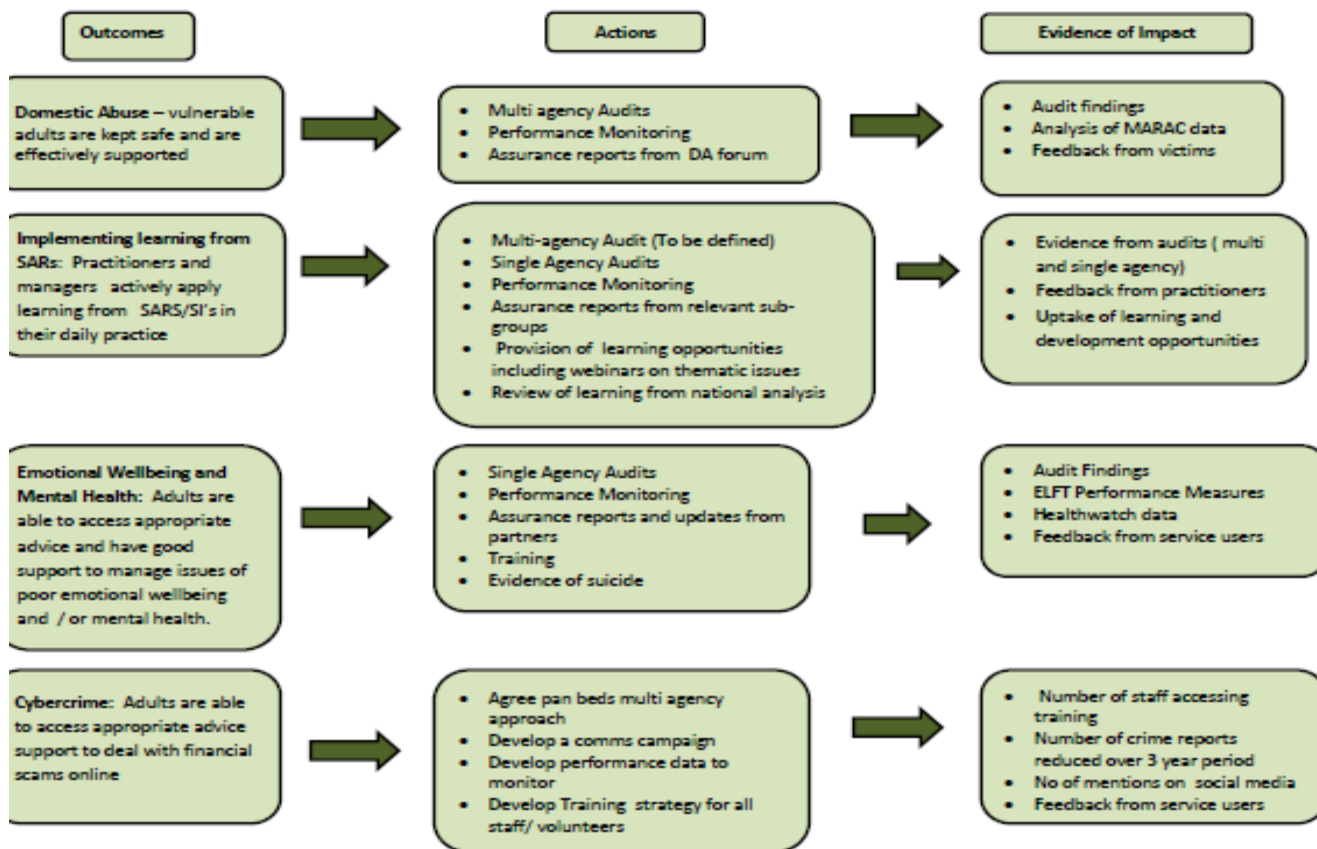 Outcomes
Actions
Evidence of Impact
Domestic Abuse – vulnerable
adults are kept safe and are
effectively supported
• Multi agency Audits
• Performance Monitoring
• Assurance reports from DA forum
• Audit findings
• Analysis of MARAC data
• Feedback from victims
Implementing learning from
SARs: Practitioners and
managers actively apply
learning from SARS/SI's in
their daily practice
• Multi-agency Audit (To be defined)
• Single Agency Audits
• Performance Monitoring
• Assurance reports from relevant sub-
groups
• Provision of learning opportunities
including webinars on thematic issues
• Review of learning from national analysis
• Evidence from audits ( multi
and single agency)
• Feedback from practitioners
• Uptake of learning and
development opportunities
Emotional Wellbeing and
Mental Health: Adults are
able to access appropriate
advice and have good
support to manage issues of
poor emotional wellbeing
and / or mental health.
• Single Agency Audits
• Performance Monitoring
• Assurance reports and updates from
partners
• Training
• Evidence of suicide
• Audit Findings
• ELFT Performance Measures
• Healthwatch data
• Feedback from service users
Cybercrime: Adults are able
to access appropriate advice
support to deal with financial
scams online
• Agree pan beds multi agency
approach
• Develop a comms campaign
• Develop performance data to
monitor
• Develop Training strategy for all
staff/ volunteers
• Number of staff accessing
training
• Number of crime reports
reduced over 3 year period
• No of mentions on social media
• Feedback from service users